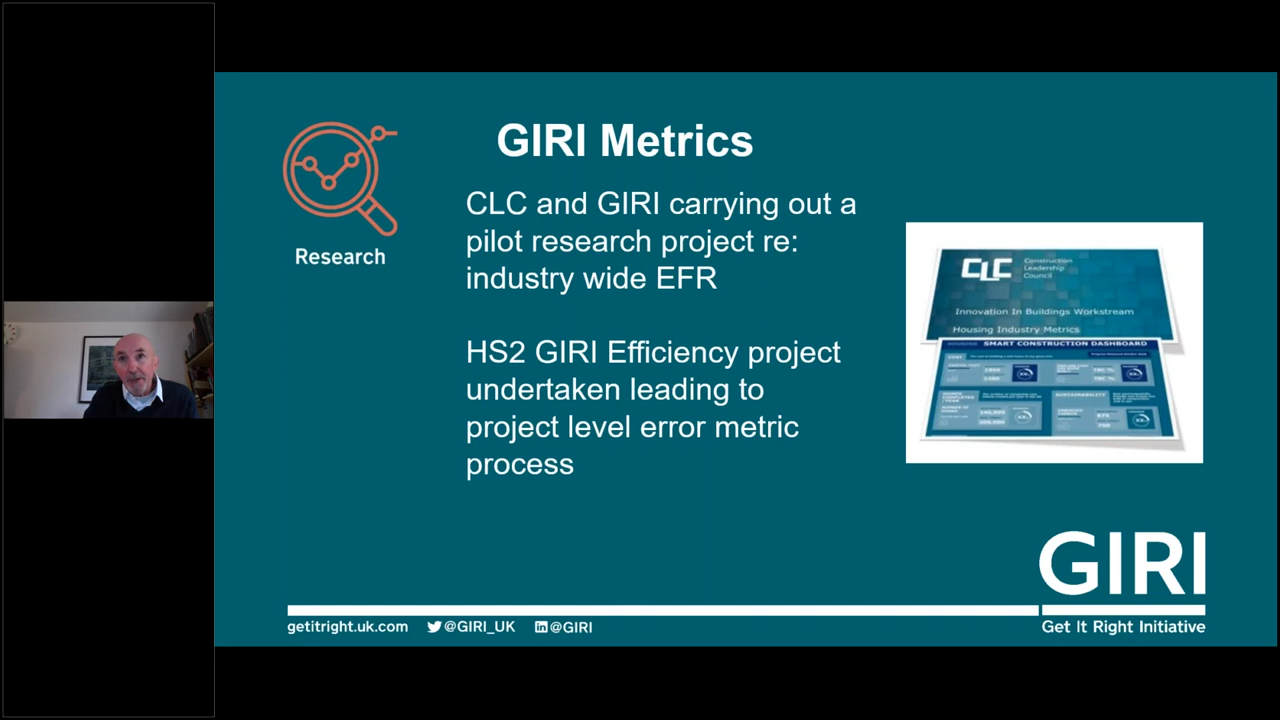 GIRI Metrics
Research
CLC and GIRI carrying out a
pilot research project re:
industry wide EFR
HS2 GIRI Efficiency project
undertaken leading to
project level error metric
process
CLC Construction
Leadership
Council
Innovation In Buildings Workstream
Housing Industry Metrics
SMART CONSTRUCTION DASHBOARD
SUSTAINABILITY
GIRI
Get It Right Initiative
getitright.uk.com @GIRI_UK @GIRI